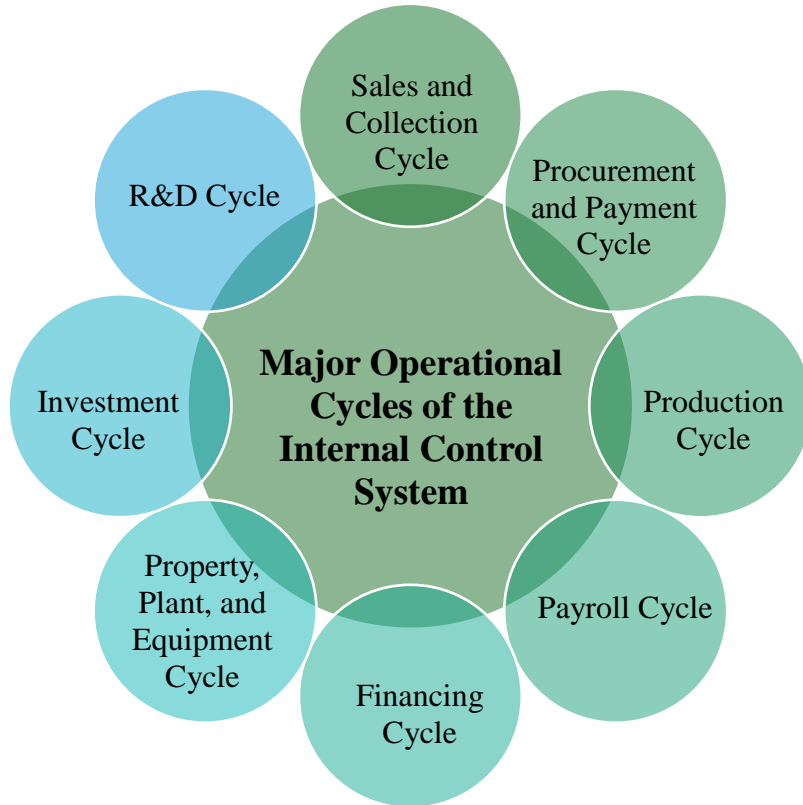 Sales and
Collection
Cycle
Procurement
and Payment
Cycle
Production
Cycle
Payroll Cycle
Financing
Cycle
Property,
Plant, and
Equipment
Cycle
Investment
Cycle
R&D Cycle
Major Operational
Cycles of the
Internal Control
System